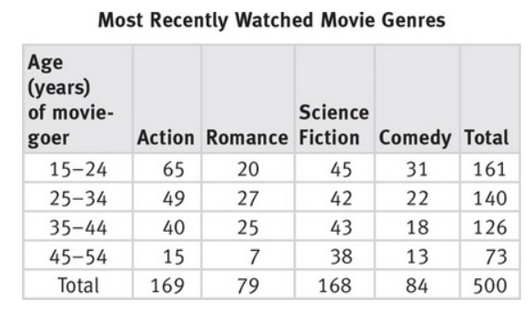 Most Recently Watched Movie Genres
Age
(years)
of movie-
goer Action Romance Science Fiction Comedy Total
15–24 65 20 45 31 161
25–34 49 27 42 22 140
35–44 40 25 43 18 126
45–54 15 7 38 13 73
Total 169 79 168 84 500